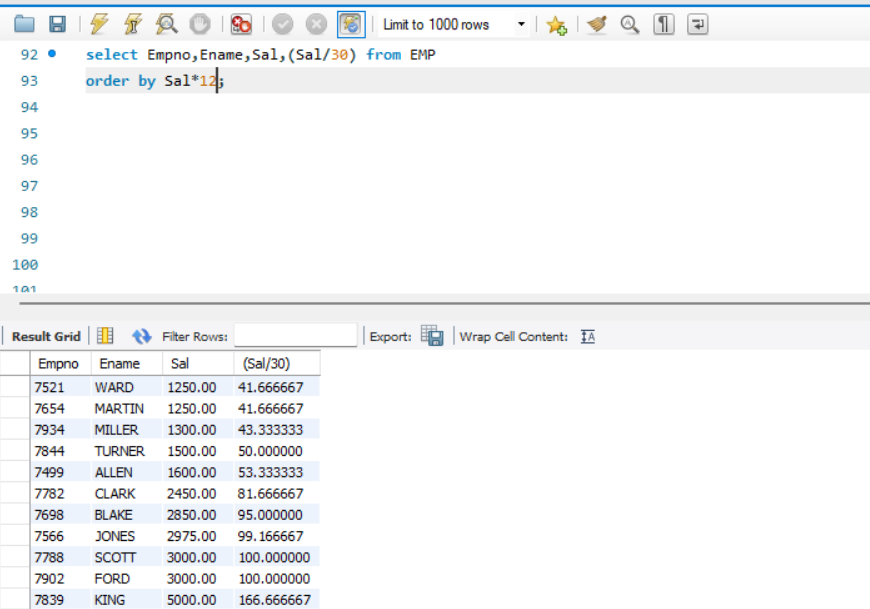 Limit to 1000 rows
92 select Empno,Ename,Sal,(Sal/30) from EMP
93 order by Sal*12;
94
95
96
97
98
99
100
101
Result Grid Filter Rows: Export: Wrap Cell Content: IA
Empno Ename Sal (Sal/30)
7521 WARD 1250.00 41.666667
7654 MARTIN 1250.00 41.666667
7934 MILLER 1300.00 43.333333
7844 TURNER 1500.00 50.000000
7499 ALLEN 1600.00 53.333333
7782 CLARK 2450.00 81.666667
7698 BLAKE 2850.00 95.000000
7566 JONES 2975.00 99.166667
7788 SCOTT 3000.00 100.000000
7902 FORD 3000.00 100.000000
7839 KING 5000.00 166.666667